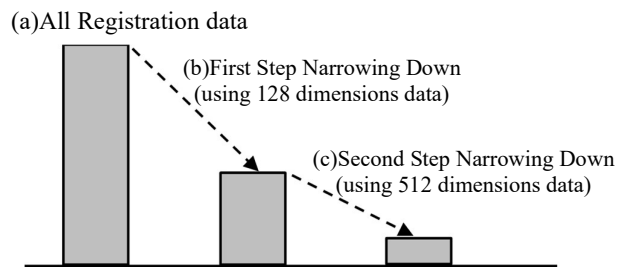 (a)All Registration data
(b)First Step Narrowing Down
(using 128 dimensions data)
(c)Second Step Narrowing Down
(using 512 dimensions data)